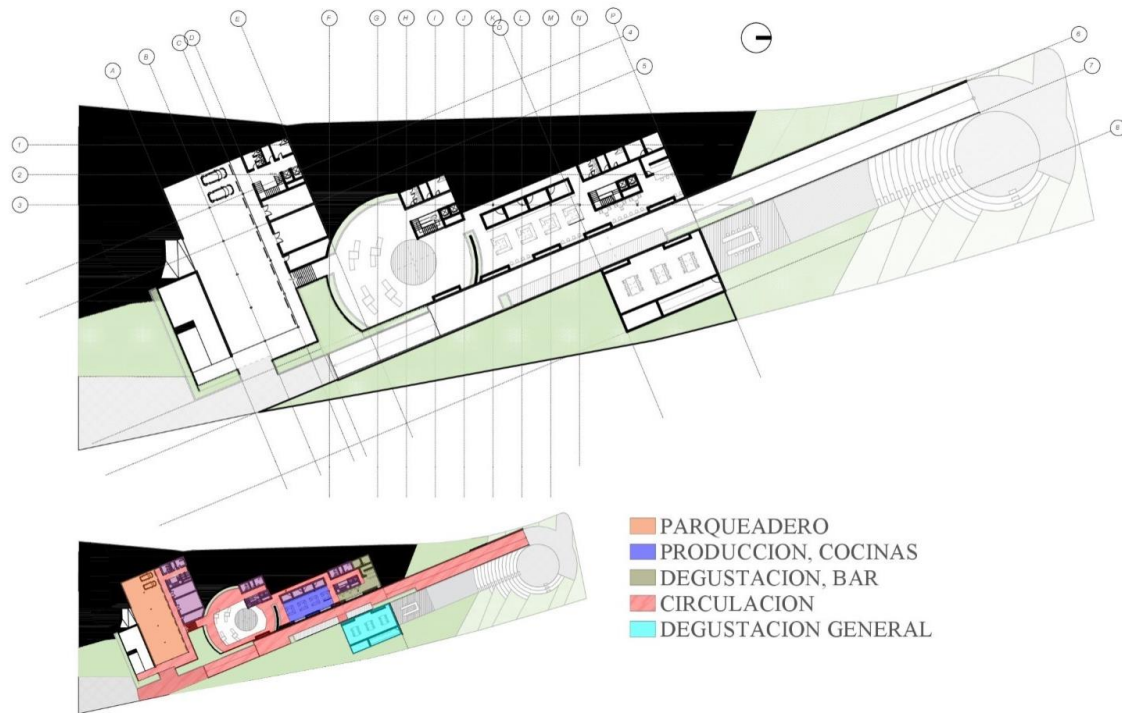 A
B
C
D
E
F
G
H
I
J
K
L
M
N
O
P
4
5
6
7
8
1
2
3
PARQUEADERO
PRODUCCION, COCINAS
DEGUSTACION, BAR
CIRCULACION
DEGUSTACION GENERAL